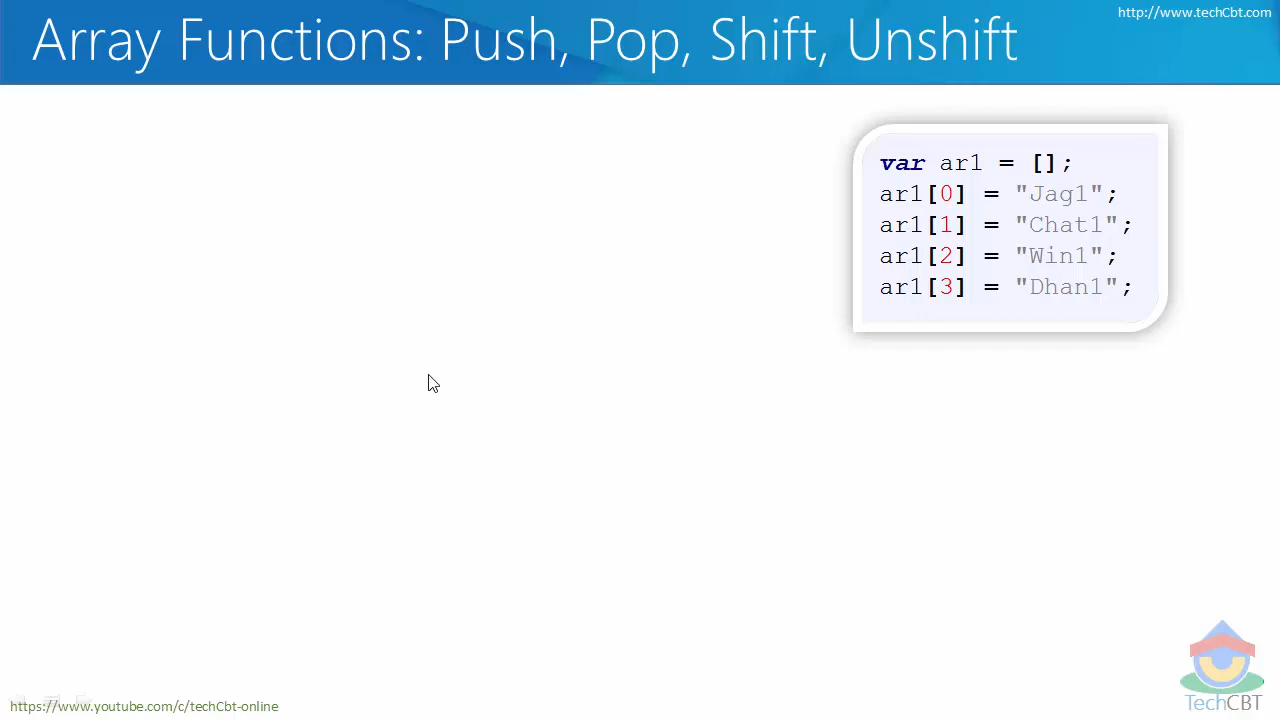 http://www.techCbt.com
Array Functions: Push, Pop, Shift, Unshift
var ar1 = [];
ar1[0] = "Jag1";
ar1[1] = "Chat1";
ar1[2] = "Win1";
ar1[3] = "Dhan1";
https://www.youtube.com/c/techCbt-online
TechCBT